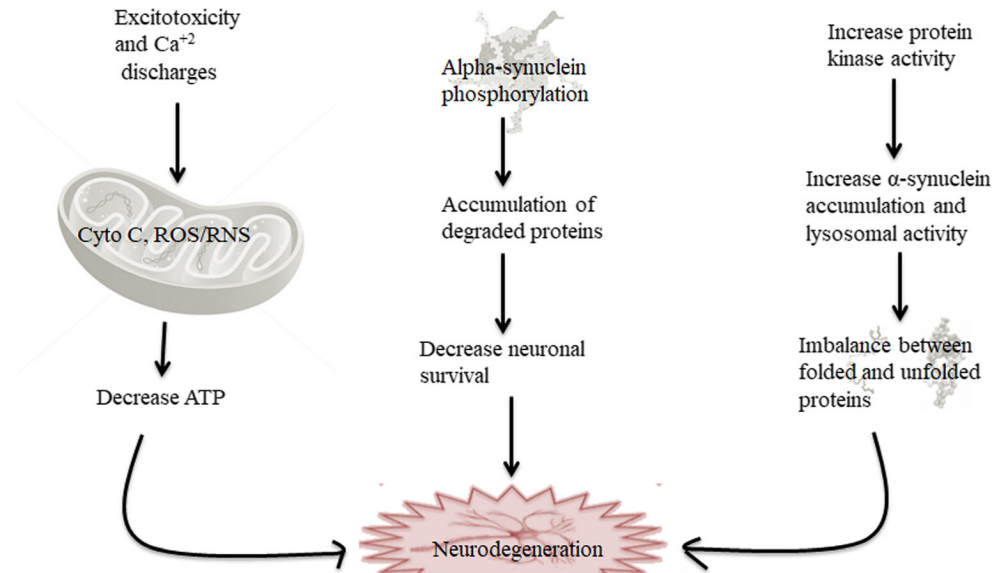 Excitotoxicity
and Ca⁺² 
discharges
Cyto C, ROS/RNS
Decrease ATP
Alpha-synuclein
phosphorylation
Accumulation of
degraded proteins
Decrease neuronal
survival
Increase protein
kinase activity
Increase α-synuclein
accumulation and
lysosomal activity
Imbalance between
folded and unfolded
proteins
Neurodegeneration